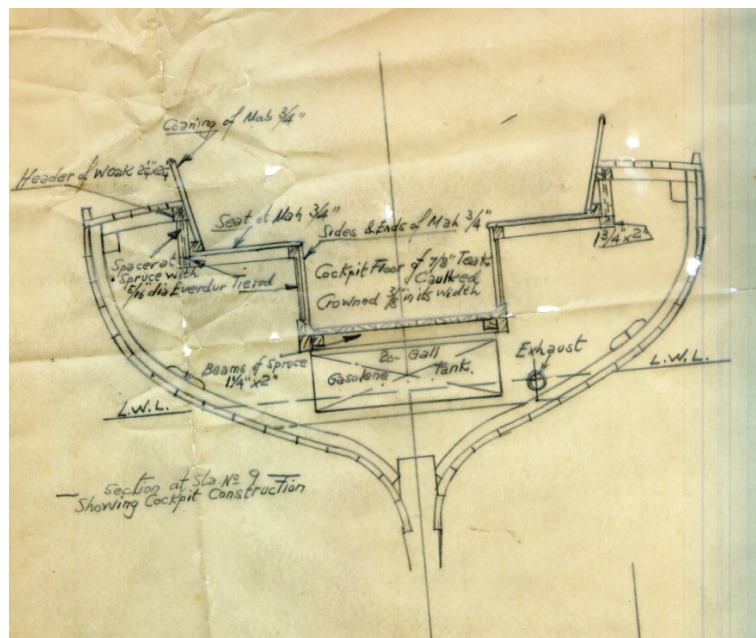 Coaming of Mah 3/4"
Header of W oak
Seat of Mah 3/4"
Sides & Ends of Mah 3/4"
1 3/4" x 2"
Spacer at
Spruce with
5/16" dia Everdur Tierod
Cockpit Floor of 7/8" Teak
Caulked
Crownd 3/8" in its width
Beams of Spruce
1 1/4" x 2"
20- Gall
Gasolene Tank.
Exhaust
L.W.L.
L.W.L.
Section at Sta. No 9
Showing Cockpit Construction